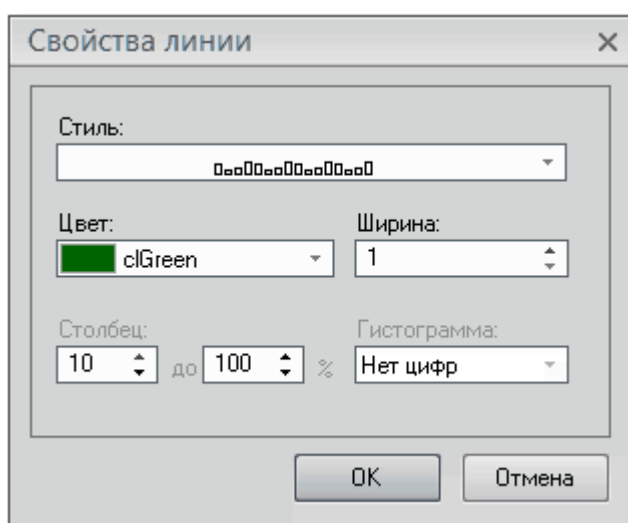 Свойства линии
Стиль:
Цвет:
Ширина:
clGreen
1
Столбец:
Гистограмма:
10 до 100 %
Нет цифр
OK
Отмена